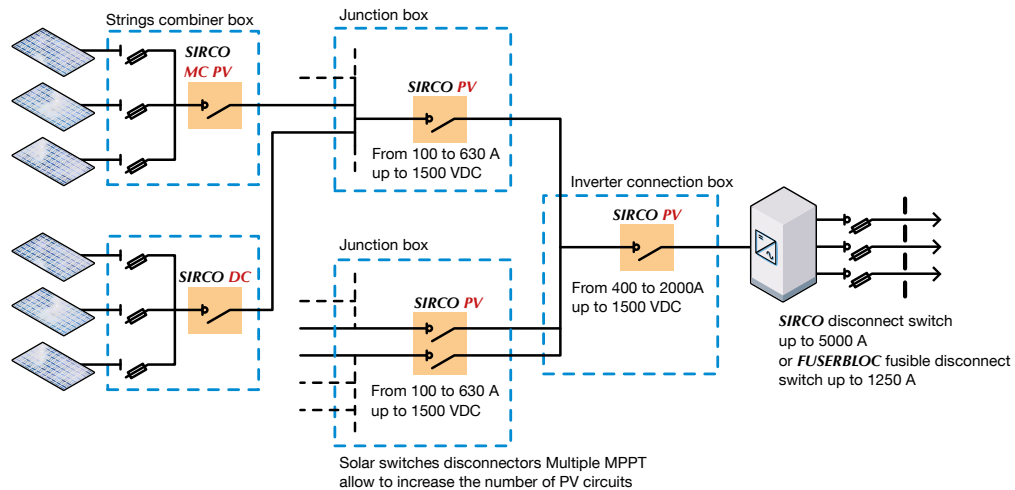 Strings combiner box
SIRCO
MC PV
Junction box
SIRCO PV
From 100 to 630 A
up to 1500 VDC
SIRCO DC
Junction box
SIRCO PV
From 100 to 630 A
up to 1500 VDC
Solar switches disconnectors Multiple MPPT
allow to increase the number of PV circuits
Inverter connection box
SIRCO PV
From 400 to 2000A
up to 1500 VDC
SIRCO disconnect switch
up to 5000 A
or FUSERBLOC fusible disconnect
switch up to 1250 A